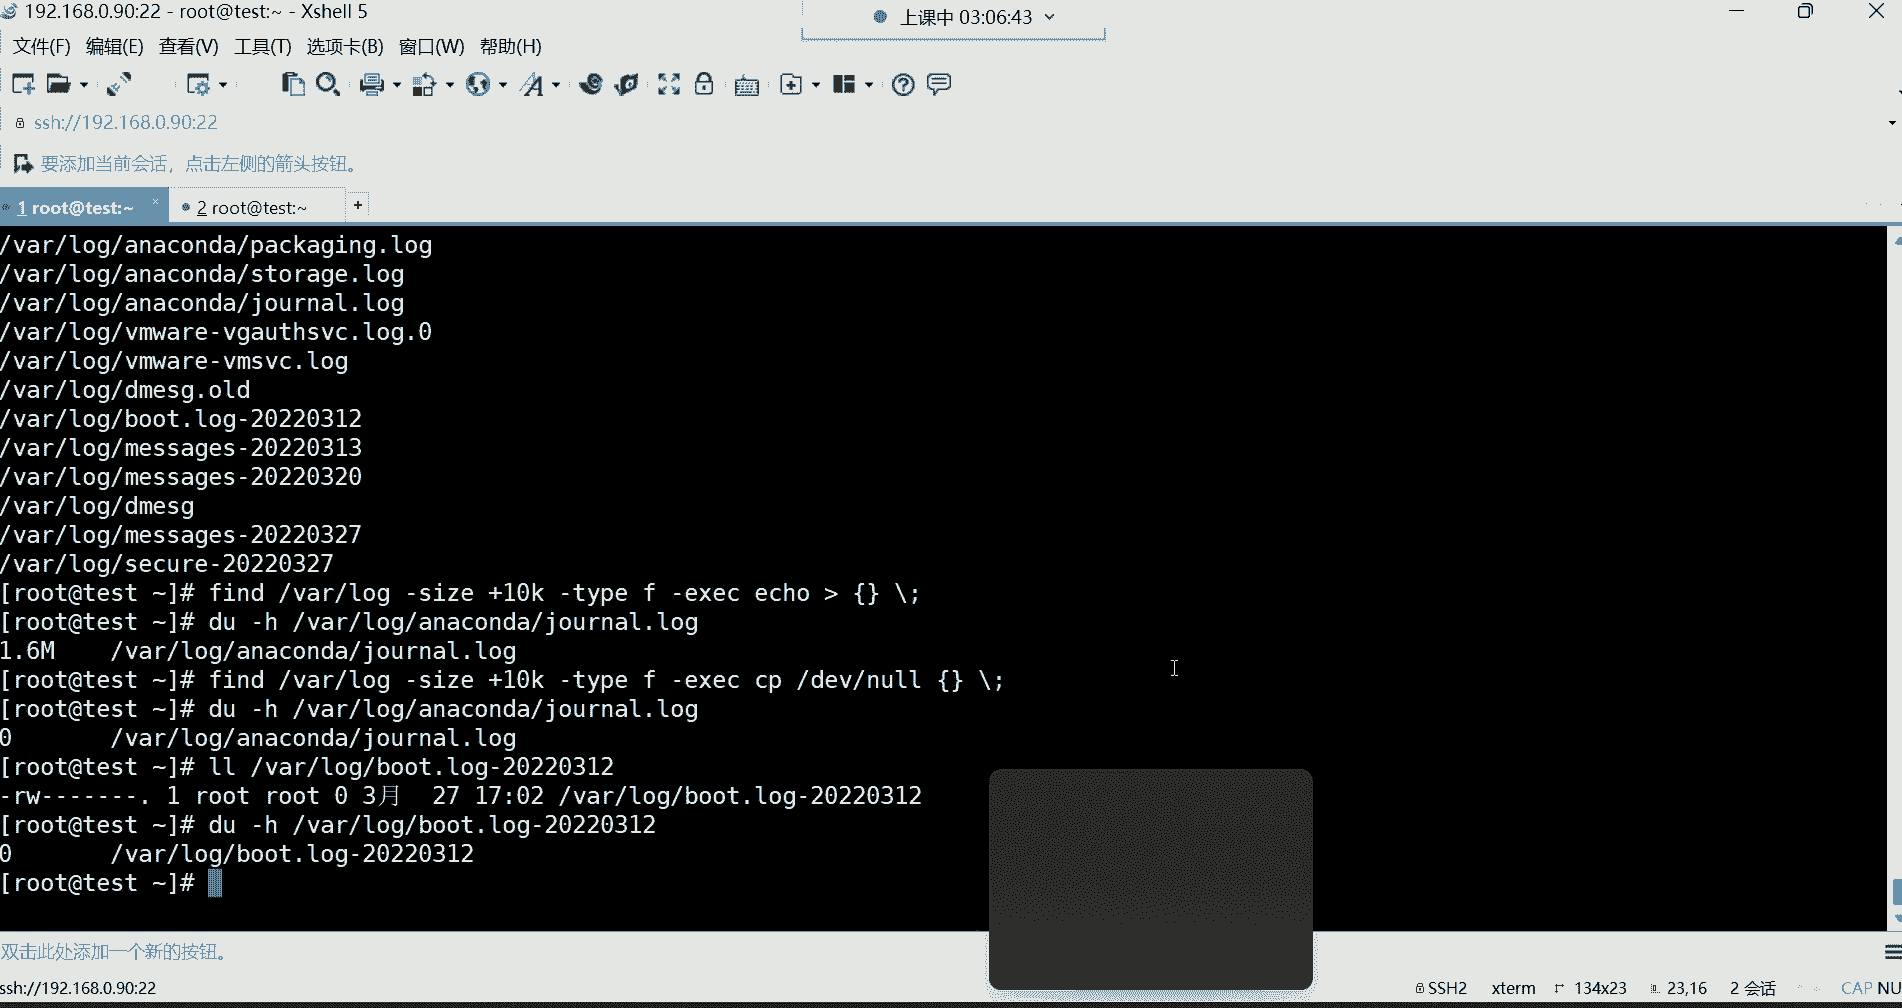 192.168.0.90:22 - root@test:~ - Xshell 5
上课中 03:06:43
文件(F) 编辑(E) 查看(V) 工具(T) 选项卡(B) 窗口(W) 帮助(H)
ssh://192.168.0.90:22
要添加当前会话，点击左侧的箭头按钮。
1 root@test:~ × 2 root@test:~ +
/var/log/anaconda/packaging.log
/var/log/anaconda/storage.log
/var/log/anaconda/journal.log
/var/log/vmware-vgauthsvc.log.0
/var/log/vmware-vmsvc.log
/var/log/dmesg.old
/var/log/boot.log-20220312
/var/log/messages-20220313
/var/log/messages-20220320
/var/log/dmesg
/var/log/messages-20220327
/var/log/secure-20220327
[root@test ~]# find /var/log -size +10k -type f -exec echo > {} \;
[root@test ~]# du -h /var/log/anaconda/journal.log
1.6M    /var/log/anaconda/journal.log
[root@test ~]# find /var/log -size +10k -type f -exec cp /dev/null {} \;
[root@test ~]# du -h /var/log/anaconda/journal.log
0       /var/log/anaconda/journal.log
[root@test ~]# ll /var/log/boot.log-20220312
-rw-------. 1 root root 0 3月  27 17:02 /var/log/boot.log-20220312
[root@test ~]# du -h /var/log/boot.log-20220312
0       /var/log/boot.log-20220312
[root@test ~]#
双击此处添加一个新的按钮。
ssh://192.168.0.90:22
SSH2 xterm 134x23 23,16 2 会话 CAP NU